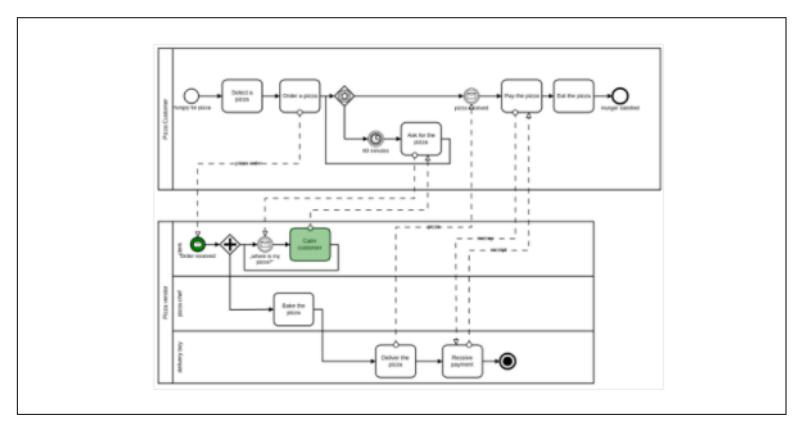 Pizza Customer
Hungry for pizza
Select a
pizza
Order a pizza
60 minutes
Ask for the
pizza
pizza received
Pay the pizza
Eat the pizza
Hunger satisfied
pizza order
Pizza vendor
clerk
Order received
„where is my
pizza?"
Calm
customer
pizza
money
receipt
pizza chef
Bake the
pizza
delivery boy
Deliver the
pizza
Receive
payment